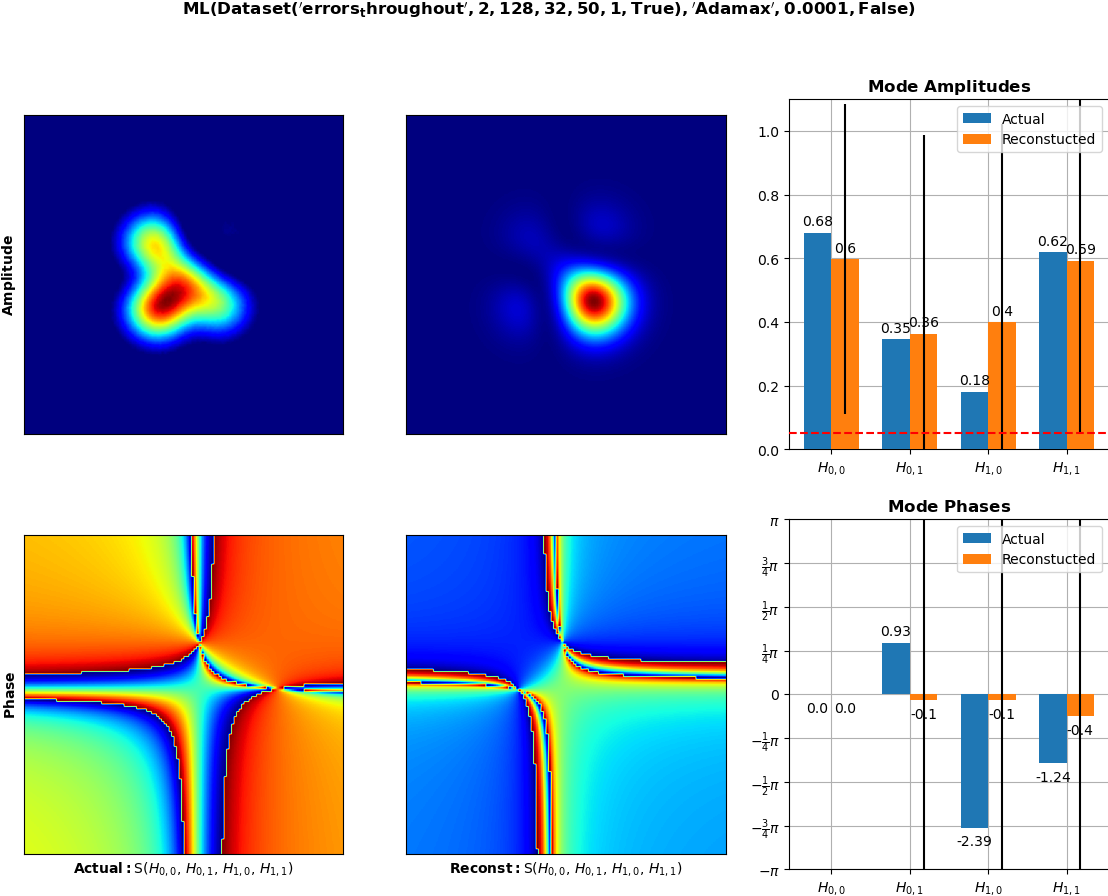 ML(Dataset('errors_throughout', 2, 128, 32, 50, 1, True), 'Adamax', 0.0001, False)
Amplitude
Mode Amplitudes
Actual
Reconstucted
1.0
0.8
0.6
0.4
0.2
0.0
0.68
0.6
0.35
0.36
0.18
0.4
0.62
0.59
H0,0
H0,1
H1,0
H1,1
Phase
Actual: S(H0,0, H0,1, H1,0, H1,1)
Reconst: S(H0,0, H0,1, H1,0, H1,1)
Mode Phases
Actual
Reconstucted
π
3/4π
1/2π
1/4π
0
−1/4π
−1/2π
−3/4π
−π
0.0
0.0
0.93
-0.1
-2.39
-0.1
-1.24
-0.4
H0,0
H0,1
H1,0
H1,1